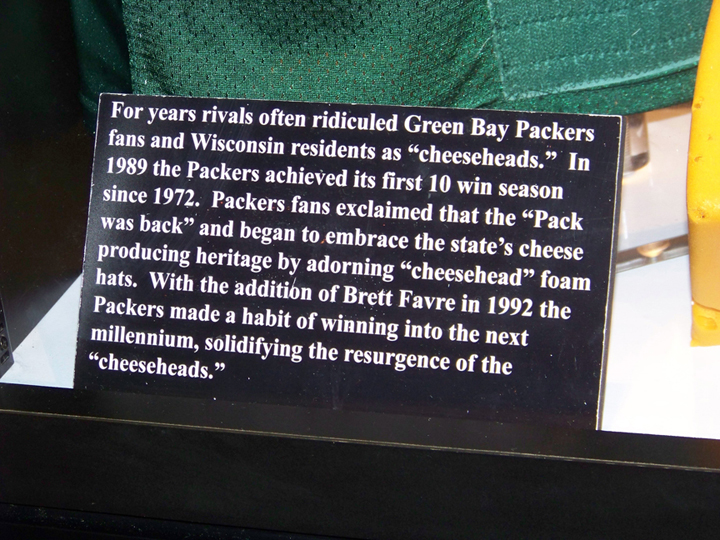 For years rivals often ridiculed Green Bay Packers
fans and Wisconsin residents as “cheeseheads.” In
1989 the Packers achieved its first 10 win season
since 1972. Packers fans exclaimed that the “Pack
was back” and began to embrace the state’s cheese
producing heritage by adorning “cheesehead” foam
hats. With the addition of Brett Favre in 1992 the
Packers made a habit of winning into the next
millennium, solidifying the resurgence of the
“cheeseheads.”